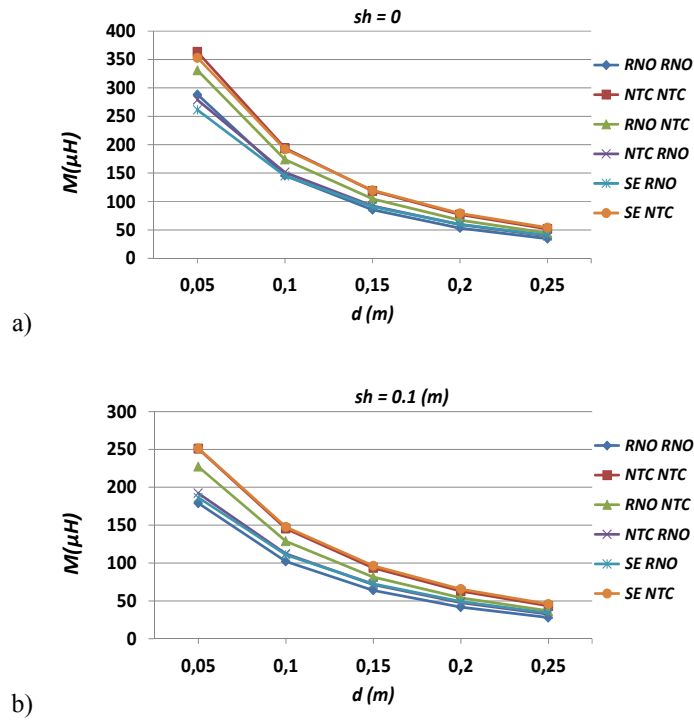 sh = 0
400
350
300
250
200
150
100
50
0
M(µH)
0,05 0,1 0,15 0,2 0,25
d (m)
RNO RNO
NTC NTC
RNO NTC
NTC RNO
SE RNO
SE NTC
a)
sh = 0.1 (m)
300
250
200
150
100
50
0
M(µH)
0,05 0,1 0,15 0,2 0,25
d (m)
RNO RNO
NTC NTC
RNO NTC
NTC RNO
SE RNO
SE NTC
b)